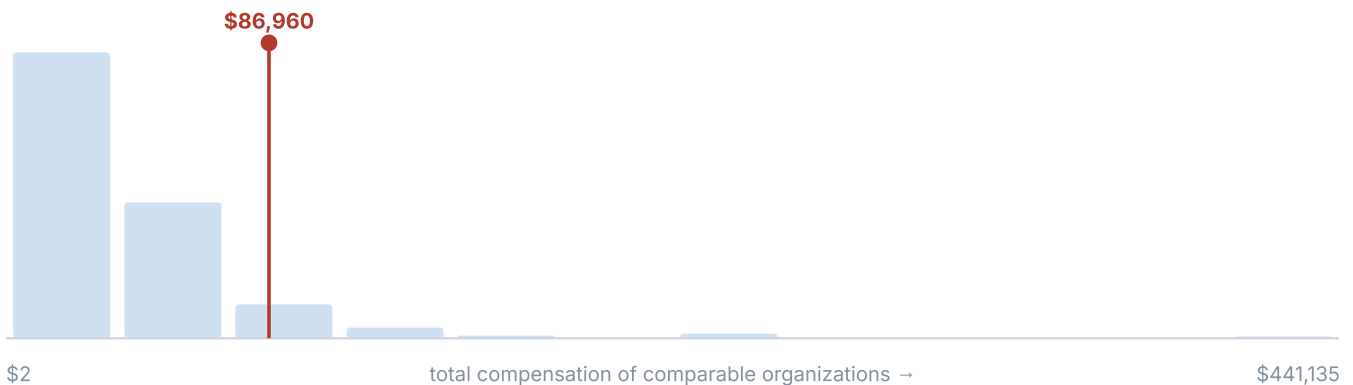 $86,960
$2 total compensation of comparable organizations → $441,135